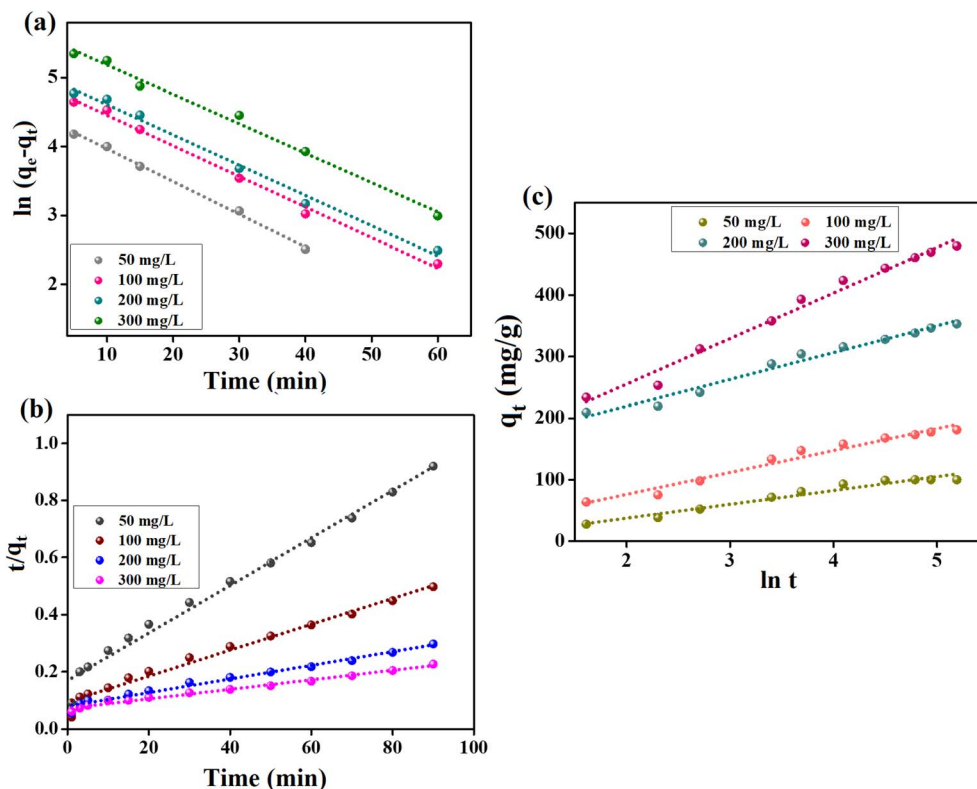 (a)
ln (qe-qt)
5
4
3
2
50 mg/L
100 mg/L
200 mg/L
300 mg/L
10 20 30 40 50 60
Time (min)
(b)
t/qt
1.0
0.8
0.6
0.4
0.2
0.0
50 mg/L
100 mg/L
200 mg/L
300 mg/L
0 20 40 60 80 100
Time (min)
(c)
qt (mg/g)
500
400
300
200
100
0
50 mg/L 100 mg/L
200 mg/L 300 mg/L
2 3 4 5
ln t